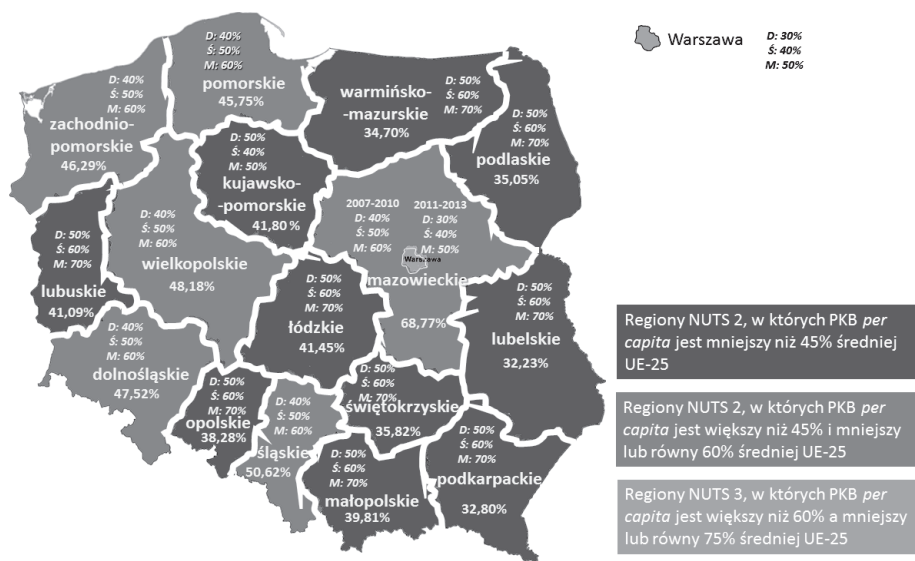 Warszawa
D: 30%
Ś: 40%
M: 50%
D: 40%
Ś: 50%
M: 60%
pomorskie
45,75%
D: 40%
Ś: 50%
M: 60%
zachodnio-
pomorskie
46,29%
D: 50%
Ś: 60%
M: 70%
warmińsko-
-mazurskie
34,70%
D: 50%
Ś: 60%
M: 70%
podlaskie
35,05%
D: 50%
Ś: 40%
M: 50%
kujawsko-
-pomorskie
41,80 %
2007-2010
D: 40%
Ś: 50%
M: 60%
2011-2013
D: 30%
Ś: 40%
M: 50%
Warszawa
mazowieckie
68,77%
D: 40%
Ś: 50%
M: 60%
wielkopolskie
48,18%
D: 50%
Ś: 60%
M: 70%
lubuskie
41,09%
D: 50%
Ś: 60%
M: 70%
łódzkie
41,45%
D: 50%
Ś: 60%
M: 70%
lubelskie
32,23%
D: 40%
Ś: 50%
M: 60%
dolnośląskie
47,52%
D: 50%
Ś: 60%
M: 70%
opolskie
38,28%
D: 40%
Ś: 50%
M: 60%
śląskie
50,62%
D: 50%
Ś: 60%
M: 70%
świętokrzyskie
35,82%
D: 50%
Ś: 60%
M: 70%
małopolskie
39,81%
D: 50%
Ś: 60%
M: 70%
podkarpackie
32,80%
Regiony NUTS 2, w których PKB per
capita jest mniejszy niż 45% średniej
UE-25
Regiony NUTS 2, w których PKB per
capita jest większy niż 45% i mniejszy
lub równy 60% średniej UE-25
Regiony NUTS 3, w których PKB per
capita jest większy niż 60% a mniejszy
lub równy 75% średniej UE-25